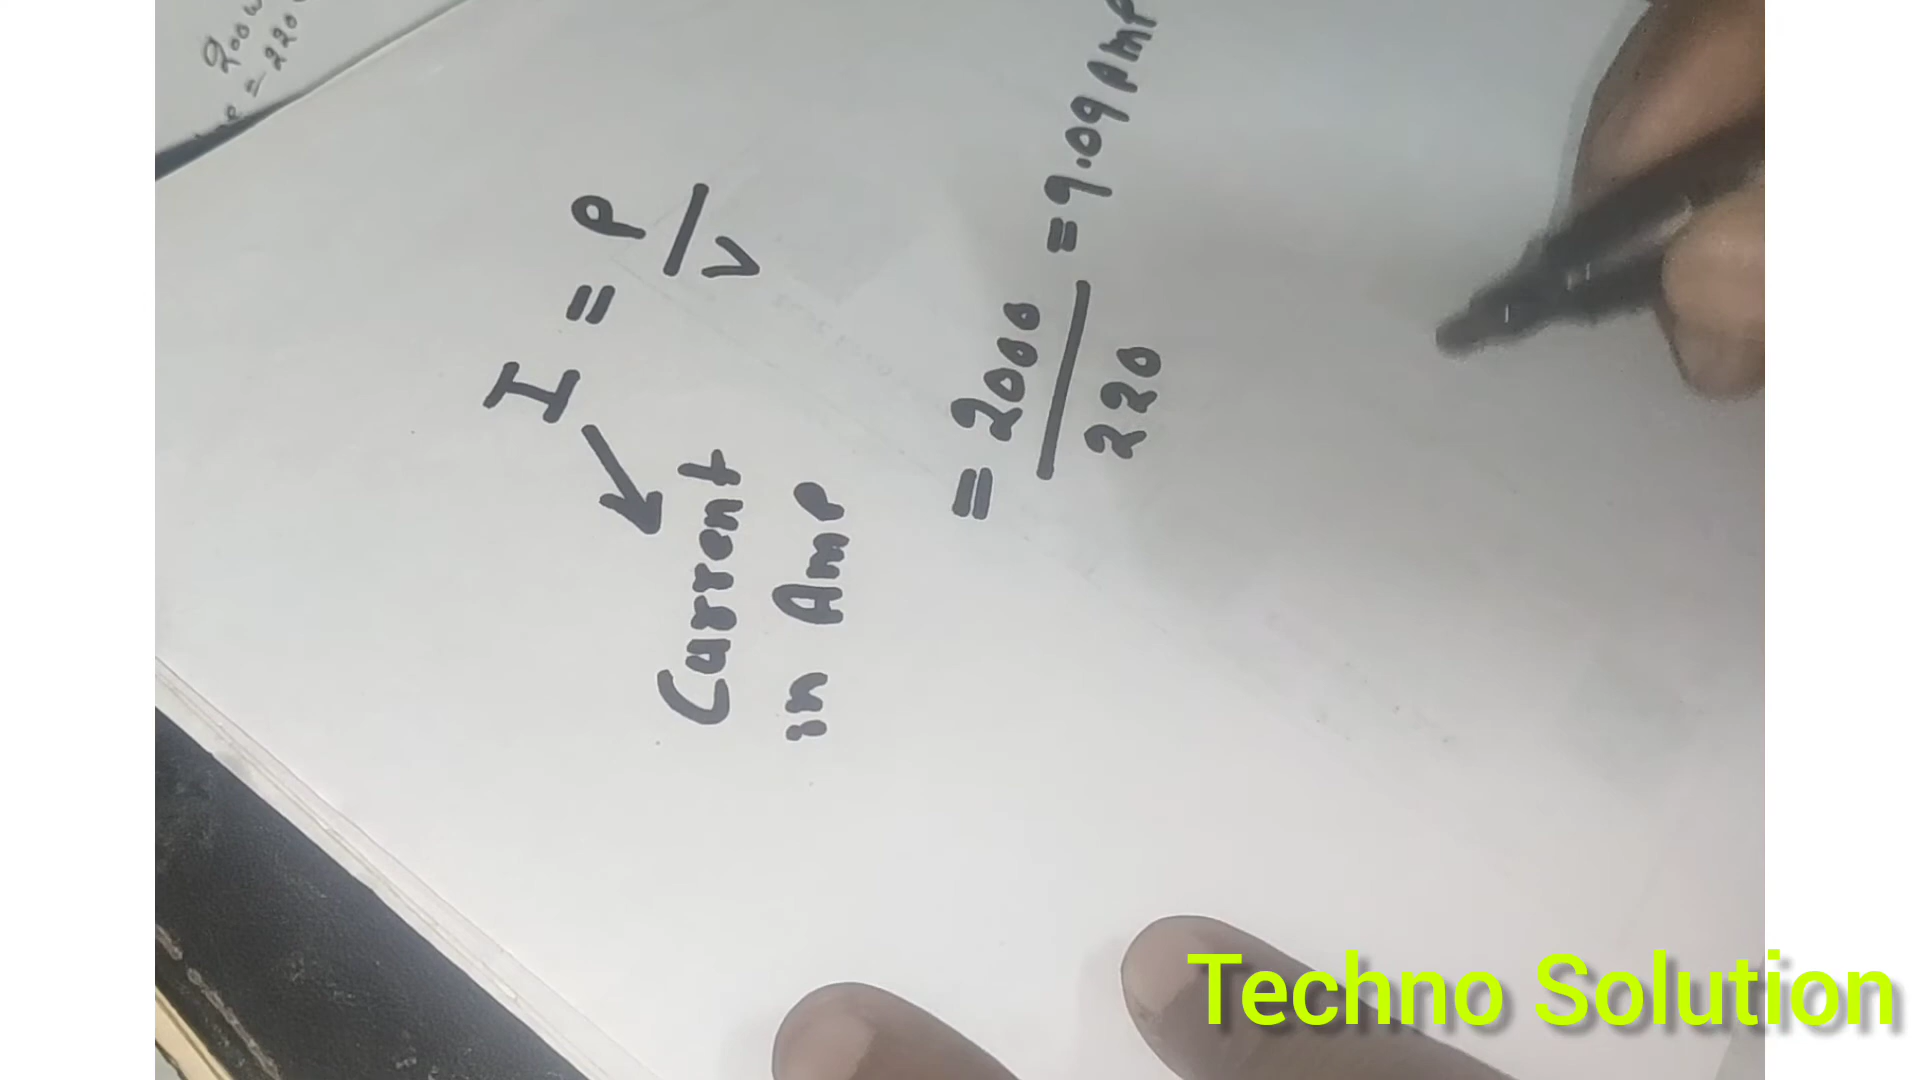 I = P / V
Current
in Amp
= 2000 / 220 = 9.09 Amp
Techno Solution